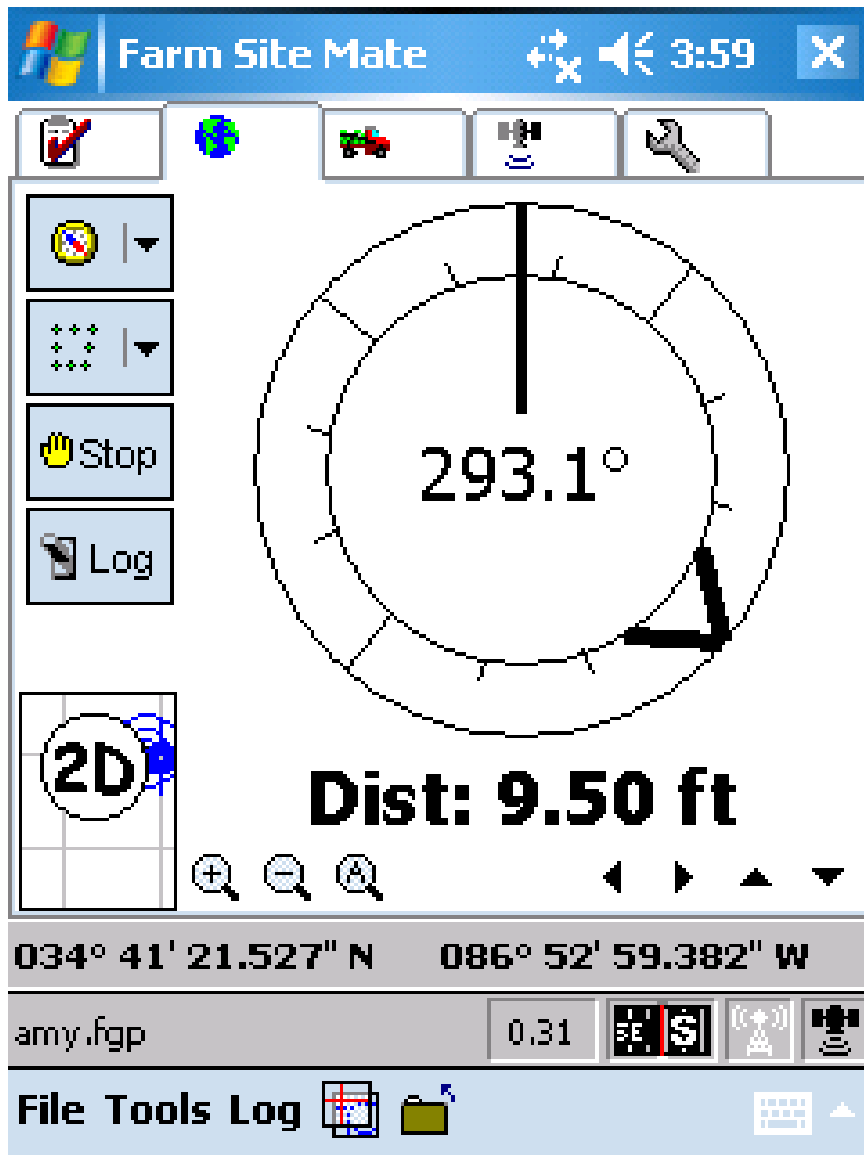 Farm Site Mate 3:59
293.1°
Stop
Log
2D
Dist: 9.50 ft
A
034° 41' 21.527" N 086° 52' 59.382" W
amy.fgp 0.31 SE S
File Tools Log